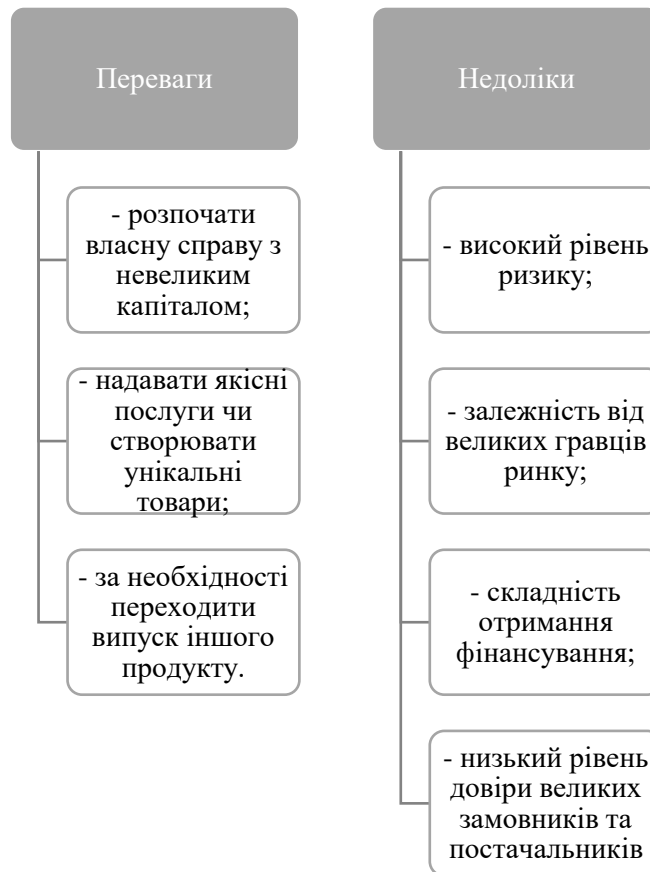 Переваги
- розпочати
власну справу з
невеликим
капіталом;
- надавати якісні
послуги чи
створювати
унікальні
товари;
- за необхідності
переходити
випуск іншого
продукту.
Недоліки
- високий рівень
ризику;
- залежність від
великих гравців
ринку;
- складність
отримання
фінансування;
- низький рівень
довіри великих
замовників та
постачальників